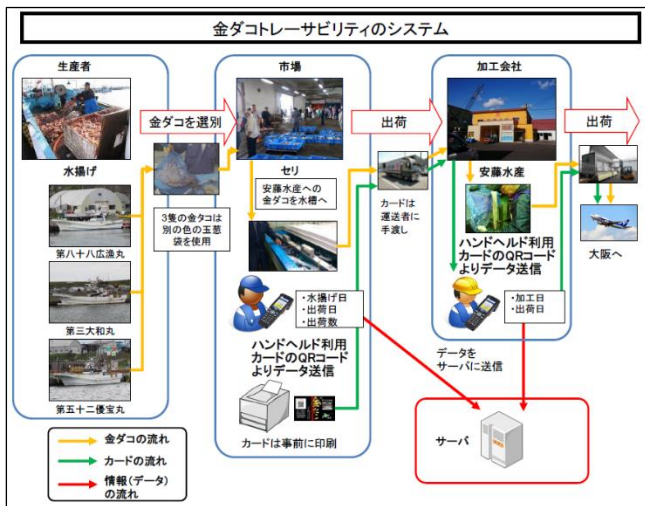 金ダコトレーサビリティのシステム
生産者
水揚げ
第八十八広漁丸
第三大和丸
第五十二優宝丸
金ダコを選別
3隻の金タコは
別の色の玉葱
袋を使用
市場
セリ
安藤水産への
金ダコを水槽へ
・水揚げ日
・出荷日
・出荷数
ハンドヘルド利用
カードのQRコード
よりデータ送信
カードは事前に印刷
出荷
カードは
運送者に
手渡し
加工会社
安藤水産
ハンドヘルド利用
カードのQRコード
よりデータ送信
・加工日
・出荷日
出荷
大阪へ
データを
サーバに送信
サーバ
金ダコの流れ
カードの流れ
情報(データ)
の流れ